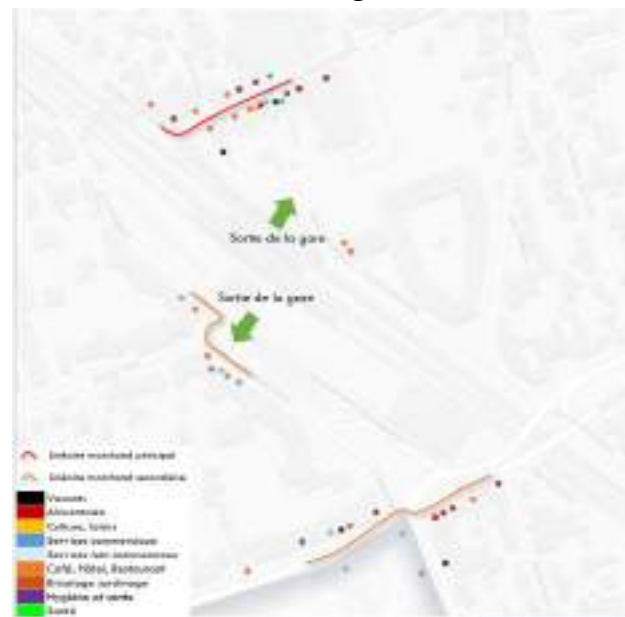 Sortie de la gare
Sortie de la gare
Linéaire marchand principal
Linéaire marchand secondaire
Vacants
Alimentaire
Culture, loisirs
Services commerciaux
Services non commerciaux
Café, Hôtel, Restaurant
Bricolage Jardinage
Hygiène et santé
Santé